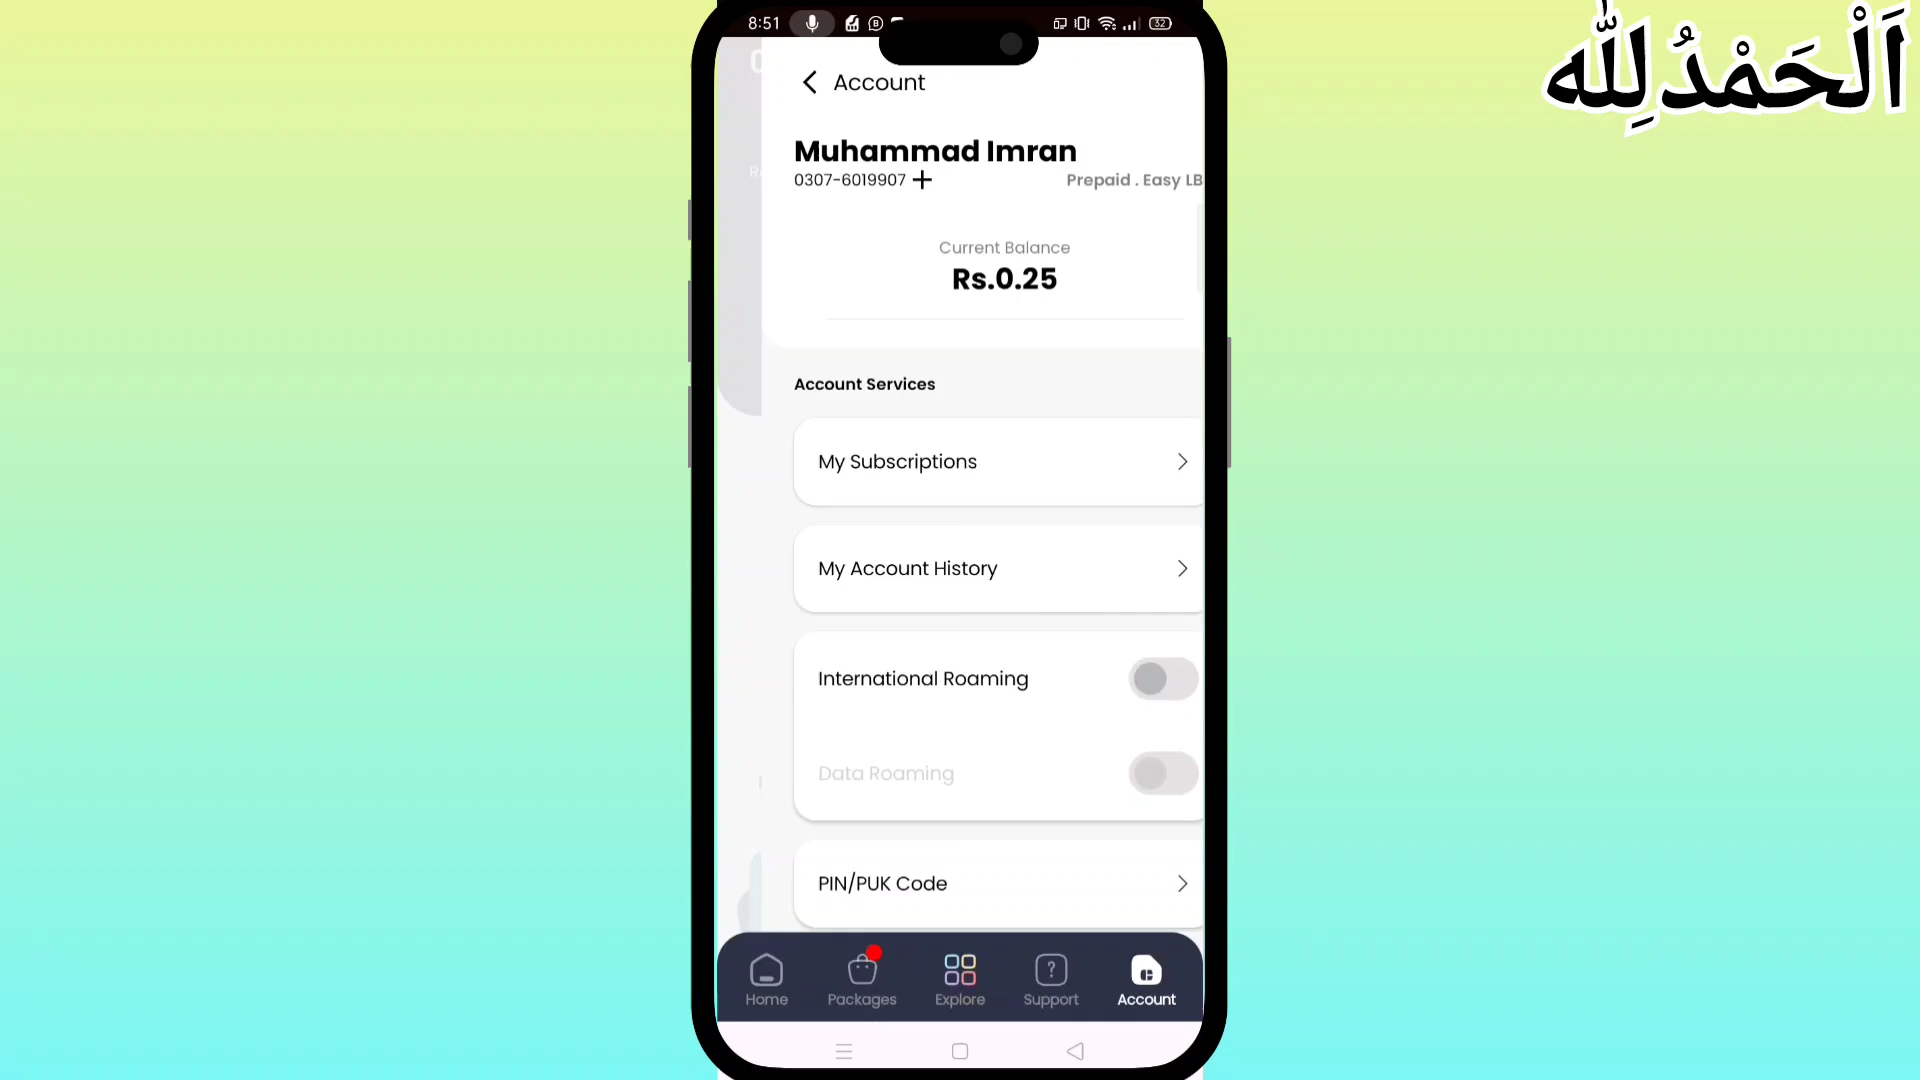 8:51
32
اَلْحَمْدُلِلّٰه
Account
Muhammad Imran
0307-6019907
Prepaid . Easy LB
Current Balance
Rs.0.25
Account Services
My Subscriptions
My Account History
International Roaming
Data Roaming
PIN/PUK Code
Home
Packages
Explore
Support
Account